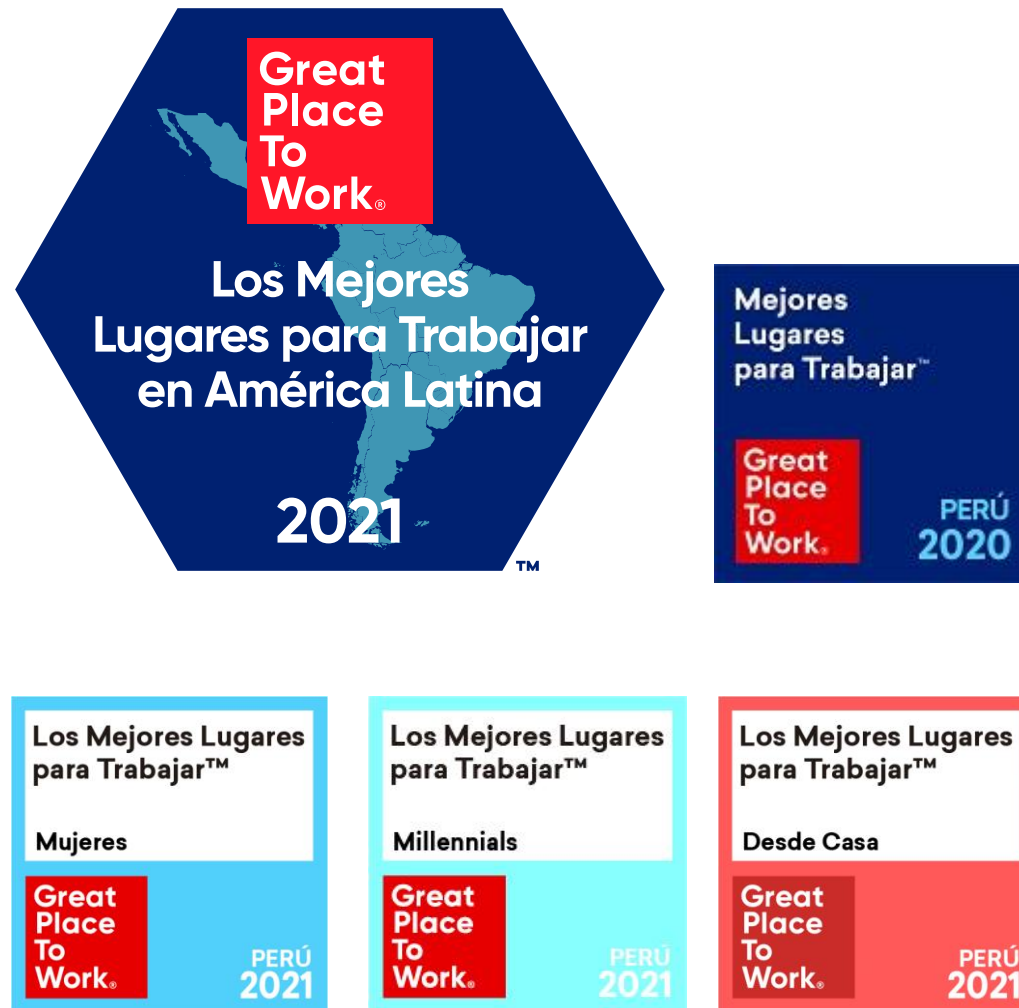 Great
Place
To
Work®
Los Mejores
Lugares para Trabajar
en América Latina
2021
TM
Mejores
Lugares
para Trabajar™
Great
Place
To
Work®
PERÚ
2020
Los Mejores Lugares
para Trabajar™
Mujeres
Great
Place
To
Work®
PERÚ
2021
Los Mejores Lugares
para Trabajar™
Millennials
Great
Place
To
Work®
PERÚ
2021
Los Mejores Lugares
para Trabajar™
Desde Casa
Great
Place
To
Work®
PERÚ
2021